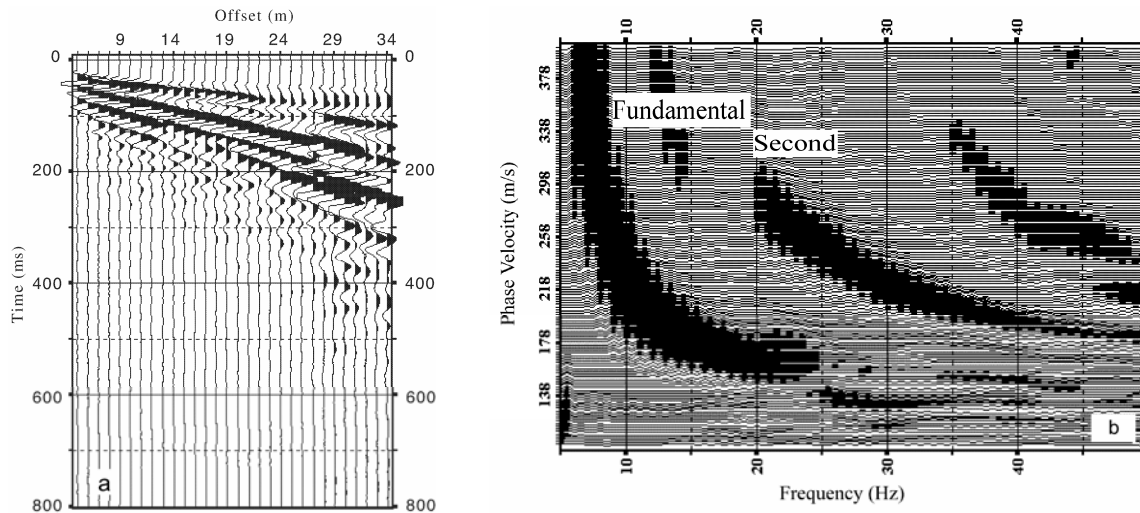 Offset (m)
9 14 18 19 24 29 34
0 0
200 200
400 400
600 600
800 800
Time (ms)
a
10 20 30 40
378
338
298
258
218
178
138
Phase Velocity (m/s)
Fundamental
Second
b
10 20 30 40
Frequency (Hz)